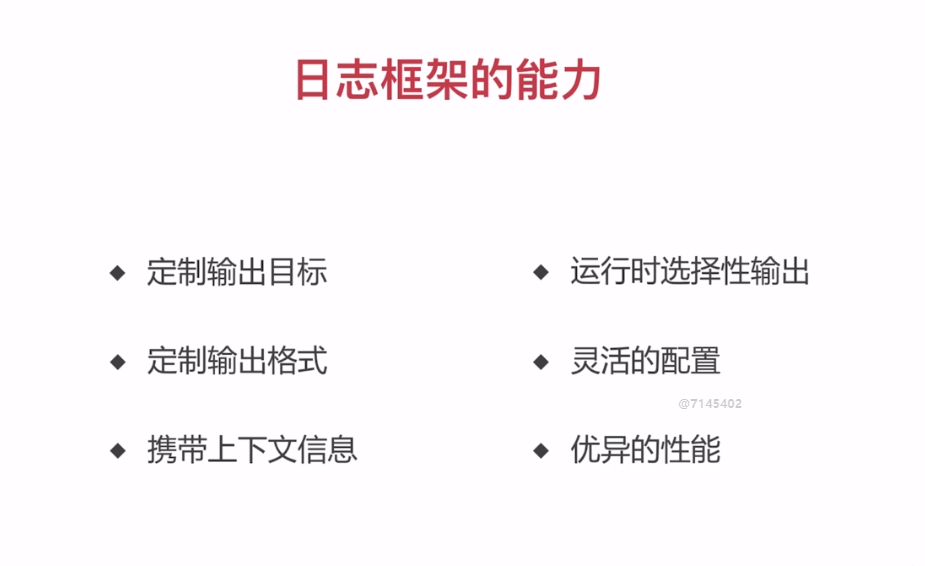 日志框架的能力
定制输出目标
定制输出格式
携带上下文信息
运行时选择性输出
灵活的配置
@7145402
优异的性能